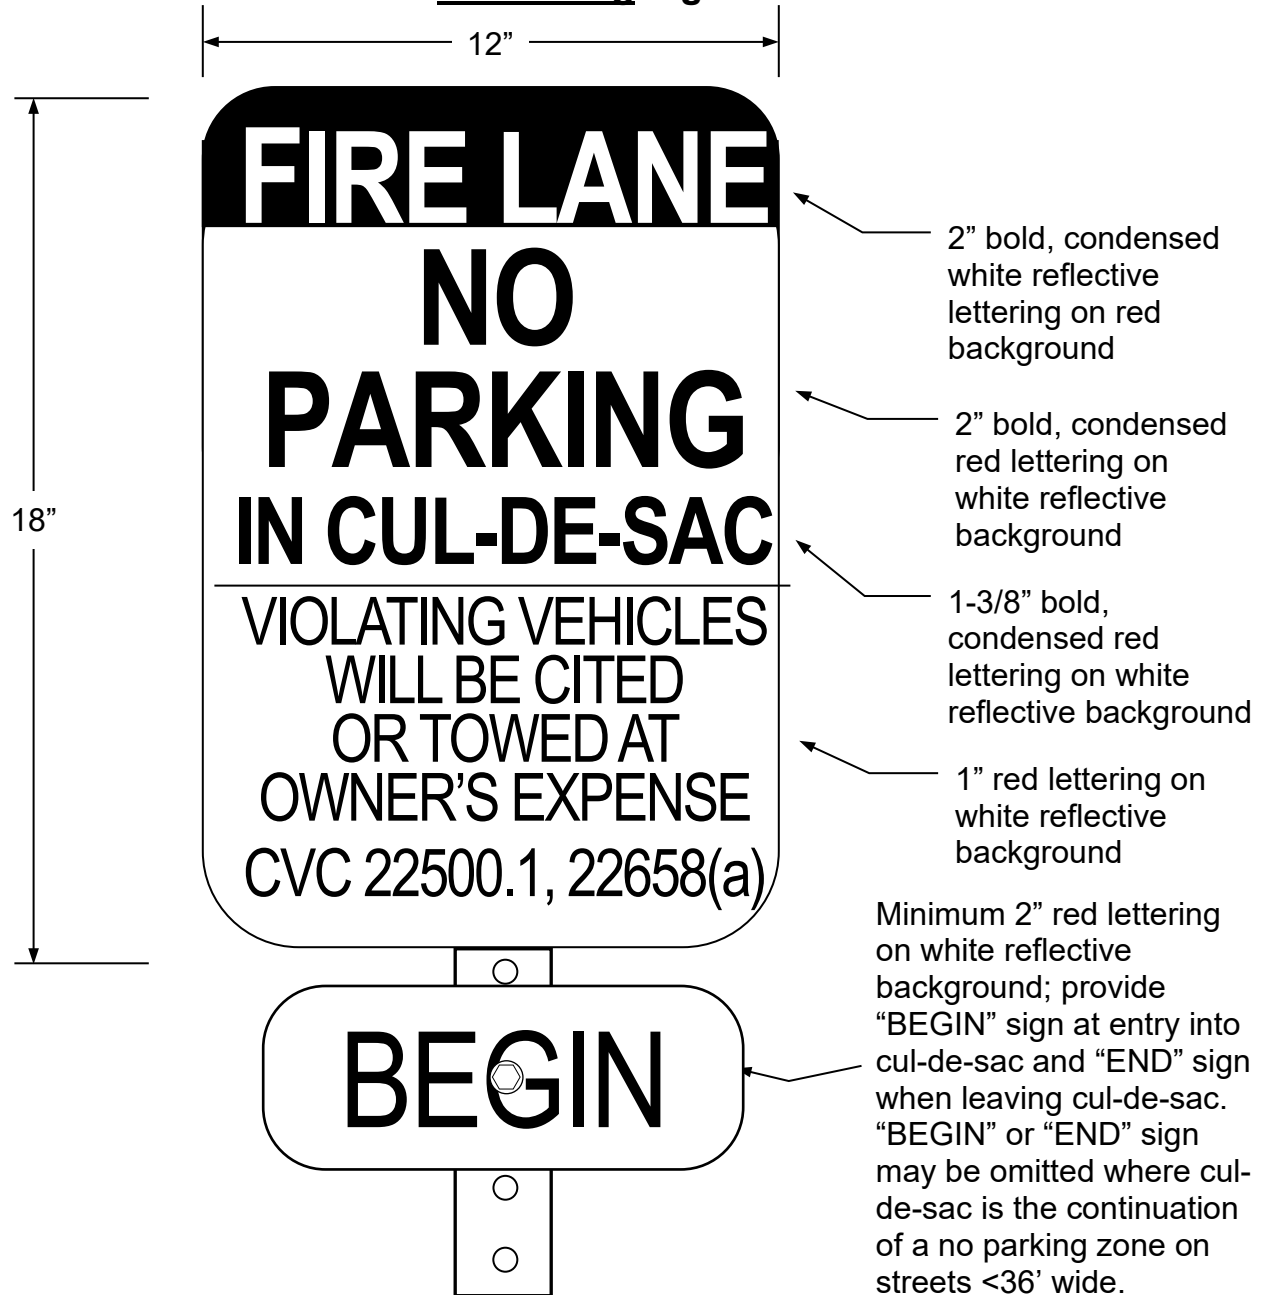 12”
18”
FIRE LANE
NO
PARKING
IN CUL-DE-SAC
VIOLATING VEHICLES
WILL BE CITED
OR TOWED AT
OWNER’S EXPENSE
CVC 22500.1, 22658(a)
BEGIN
2” bold, condensed
white reflective
lettering on red
background
2” bold, condensed
red lettering on
white reflective
background
1-3/8” bold,
condensed red
lettering on white
reflective background
1” red lettering on
white reflective
background
Minimum 2” red lettering
on white reflective
background; provide
“BEGIN” sign at entry into
cul-de-sac and “END” sign
when leaving cul-de-sac.
“BEGIN” or “END” sign
may be omitted where cul-
de-sac is the continuation
of a no parking zone on
streets <36’ wide.